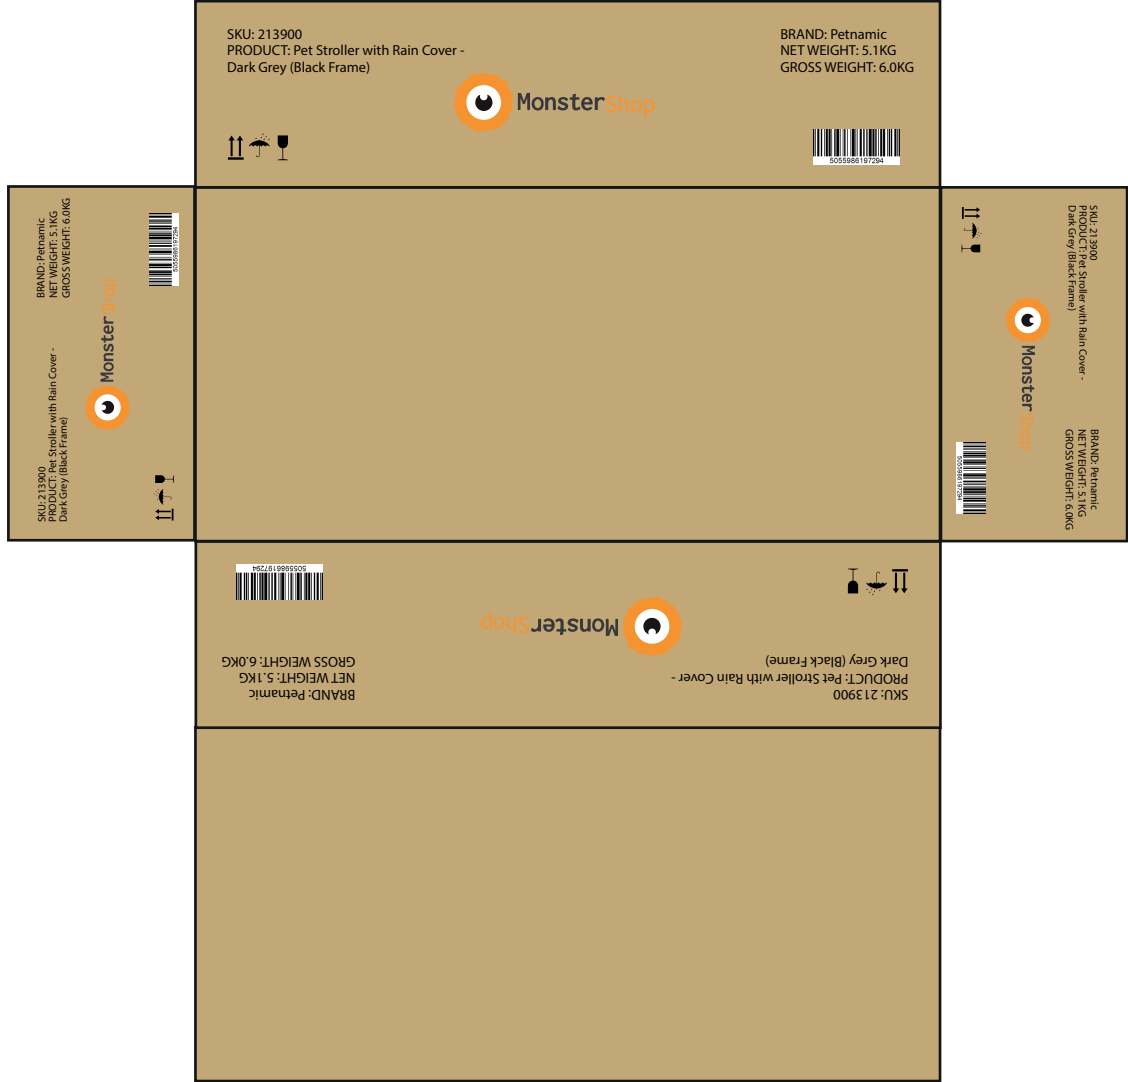 SKU: 213900
PRODUCT: Pet Stroller with Rain Cover -
Dark Grey (Black Frame)
BRAND: Petnamic
NET WEIGHT: 5.1KG
GROSS WEIGHT: 6.0KG
MonsterShop
5055986197294
BRAND: Petnamic
NET WEIGHT: 5.1KG
GROSS WEIGHT: 6.0KG
MonsterShop
5055986197294
SKU: 213900
PRODUCT: Pet Stroller with Rain Cover -
Dark Grey (Black Frame)
SKU: 213900
PRODUCT: Pet Stroller with Rain Cover -
Dark Grey (Black Frame)
MonsterShop
BRAND: Petnamic
NET WEIGHT: 5.1KG
GROSS WEIGHT: 6.0KG
5055986197294
SKU: 213900
PRODUCT: Pet Stroller with Rain Cover -
Dark Grey (Black Frame)
BRAND: Petnamic
NET WEIGHT: 5.1KG
GROSS WEIGHT: 6.0KG
MonsterShop
5055986197294